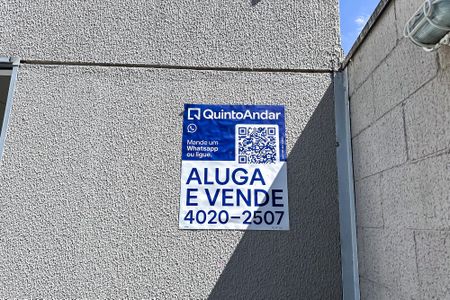 QuintoAndar
Mande um
Whatsapp
ou ligue.
ALUGA
E VENDE
4020-2507